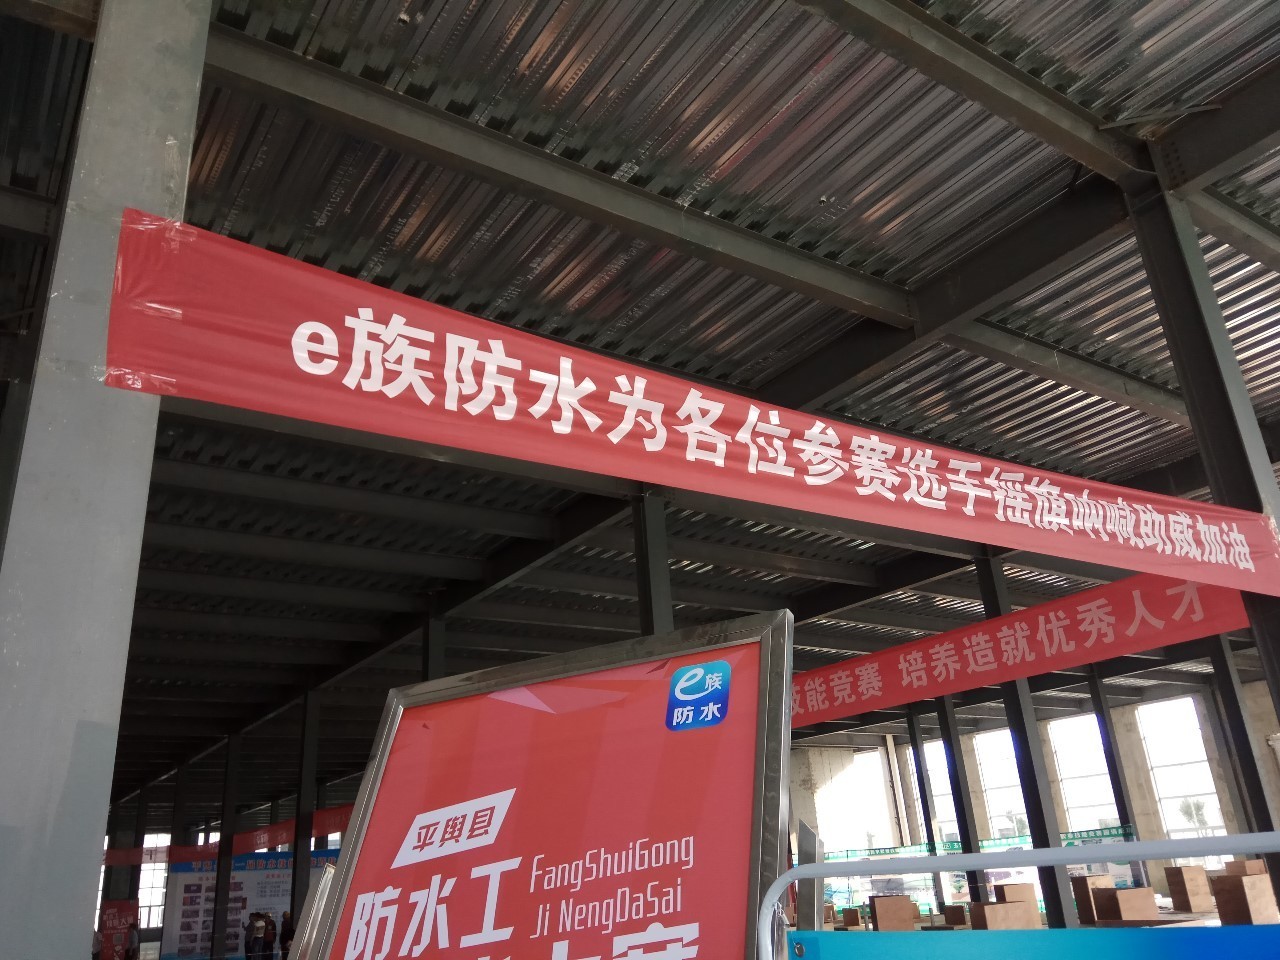 e族防水为各位参赛选手摇旗呐喊助威加油
技能竞赛 培养造就优秀人才
e族
防水
平舆县
防水工
FangShuiGong
Ji NengDaSai
大赛